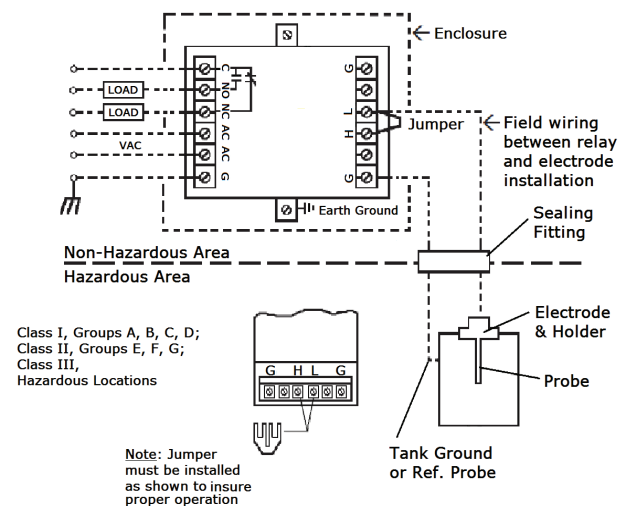 Enclosure
C
NO
NC
AC
AC
G
G
L
H
G
LOAD
LOAD
VAC
Jumper
Field wiring
between relay
and electrode
installation
Earth Ground
Sealing
Fitting
Non-Hazardous Area
Hazardous Area
Class I, Groups A, B, C, D;
Class II, Groups E, F, G;
Class III,
Hazardous Locations
G H L G
Electrode
& Holder
Probe
Tank Ground
or Ref. Probe
Note: Jumper
must be installed
as shown to insure
proper operation